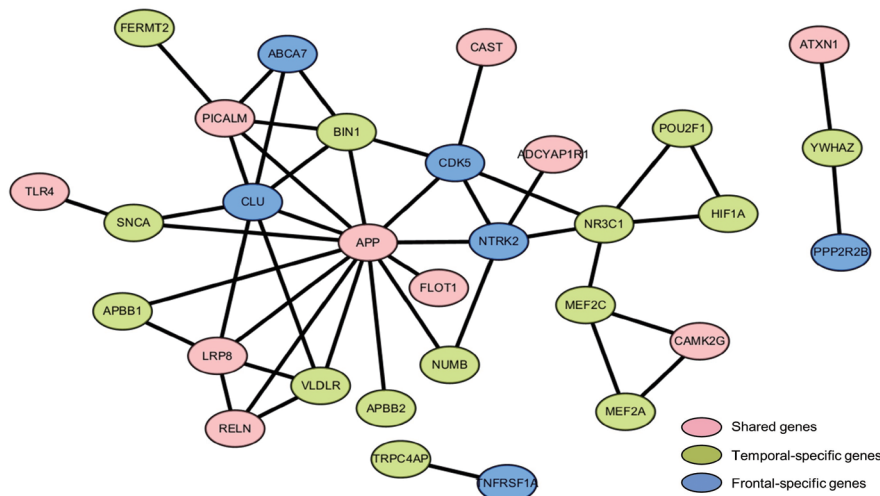 FERMT2
ABCA7
CAST
ATXN1
PICALM
BIN1
POU2F1
YWHAZ
CDK5
ADCYAP1R1
TLR4
CLU
SNCA
HIF1A
NR3C1
APP
NTRK2
PPP2R2B
FLOT1
MEF2C
APBB1
CAMK2G
LRP8
NUMB
VLDLR
APBB2
MEF2A
RELN
Shared genes
TRPC4AP
Temporal-specific genes
TNFRSF1A
Frontal-specific genes